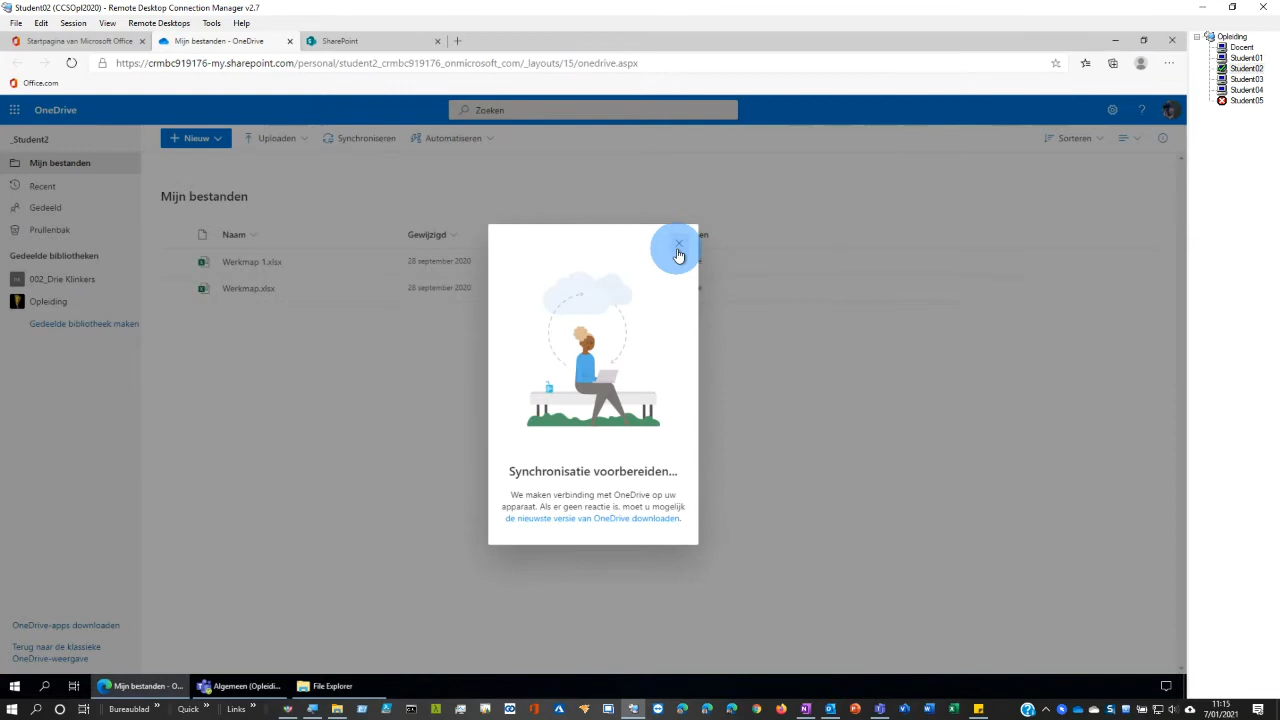 Student02 (CCSOpl2020) - Remote Desktop Connection Manager v2.7
File Edit Session View Remote Desktops Tools Help
Startpagina van Microsoft Office
Mijn bestanden - OneDrive
SharePoint
https://crmbc919176-my.sharepoint.com/personal/student2_crmbc919176_onmicrosoft_com/_layouts/15/onedrive.aspx
Office.com
OneDrive
Zoeken
_Student2
Nieuw
Uploaden
Synchroniseren
Automatiseren
Sorteren
Mijn bestanden
Recent
Gedeeld
Prullenbak
Gedeelde bibliotheken
002_Drie Klinkers
Opleiding
Gedeelde bibliotheek maken
OneDrive-apps downloaden
Terug naar de klassieke
OneDrive-weergave
Mijn bestanden
Naam
Gewijzigd
Werkmap 1.xlsx
28 september 2020
Werkmap.xlsx
28 september 2020
Synchronisatie voorbereiden...
We maken verbinding met OneDrive op uw
apparaat. Als er geen reactie is, moet u mogelijk
de nieuwste versie van OneDrive downloaden.
Opleiding
Docent
Student01
Student02
Student03
Student04
Student05
Mijn bestanden - O...
Algemeen (Opleidi...
File Explorer
Bureaublad
Quick
Links
11:15
7/01/2021